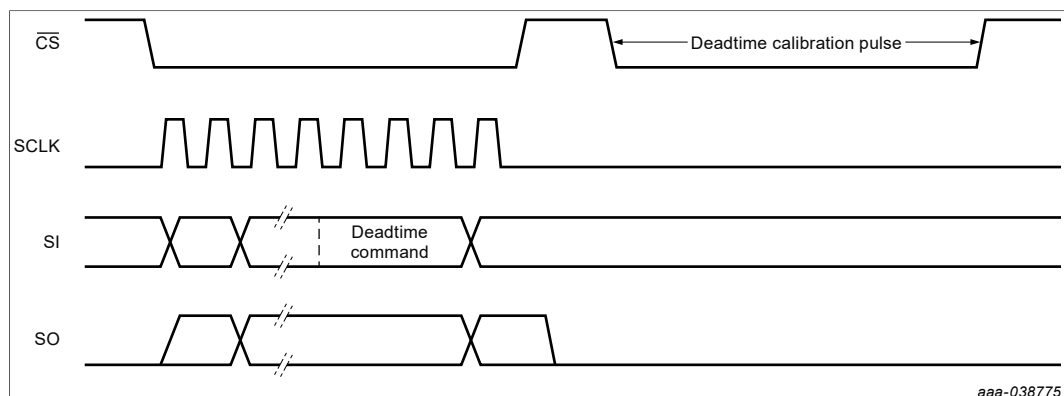 CS
Deadtime calibration pulse
SCLK
SI
Deadtime
command
SO
aaa-038775